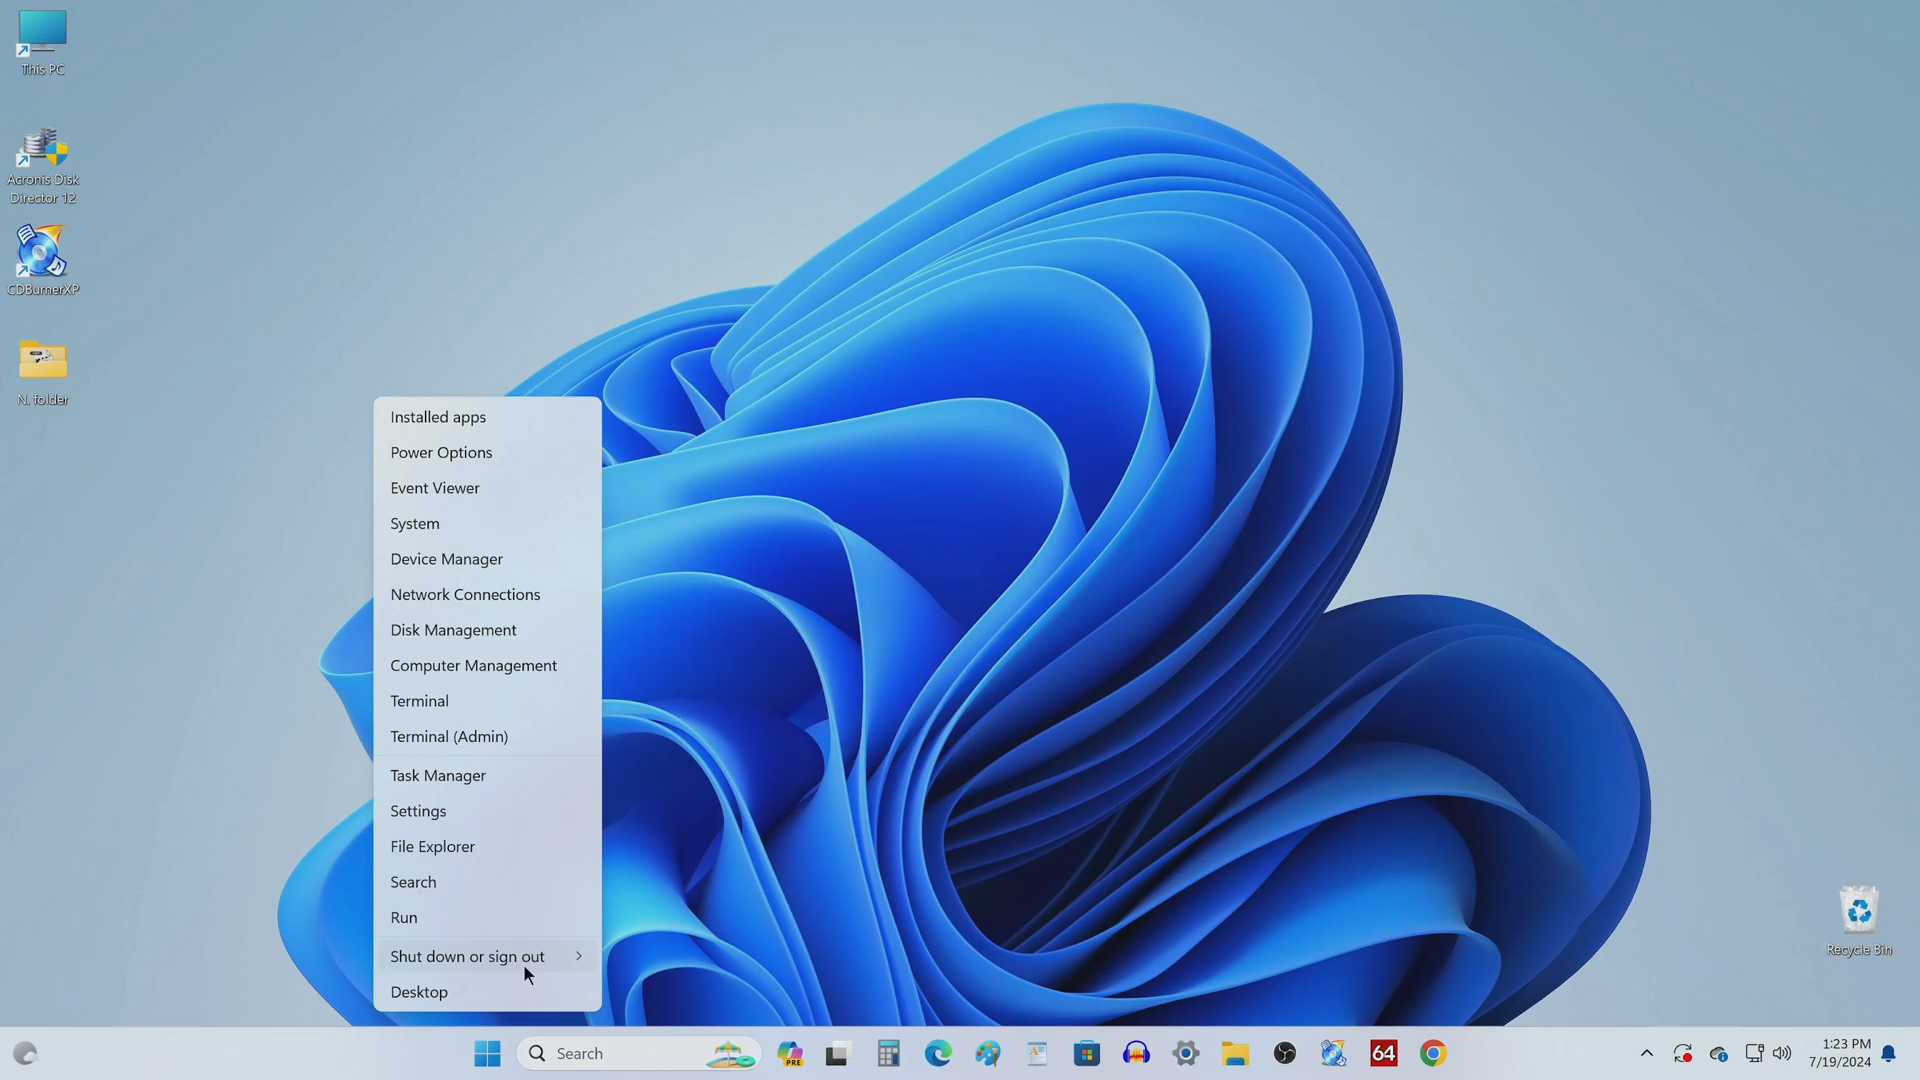 This PC
Acronis Disk
Director 12
CDBurnerXP
N. folder
Installed apps
Power Options
Event Viewer
System
Device Manager
Network Connections
Disk Management
Computer Management
Terminal
Terminal (Admin)
Task Manager
Settings
File Explorer
Search
Run
Shut down or sign out
Desktop
Recycle Bin
Search
PRE
64
1:23 PM
7/19/2024